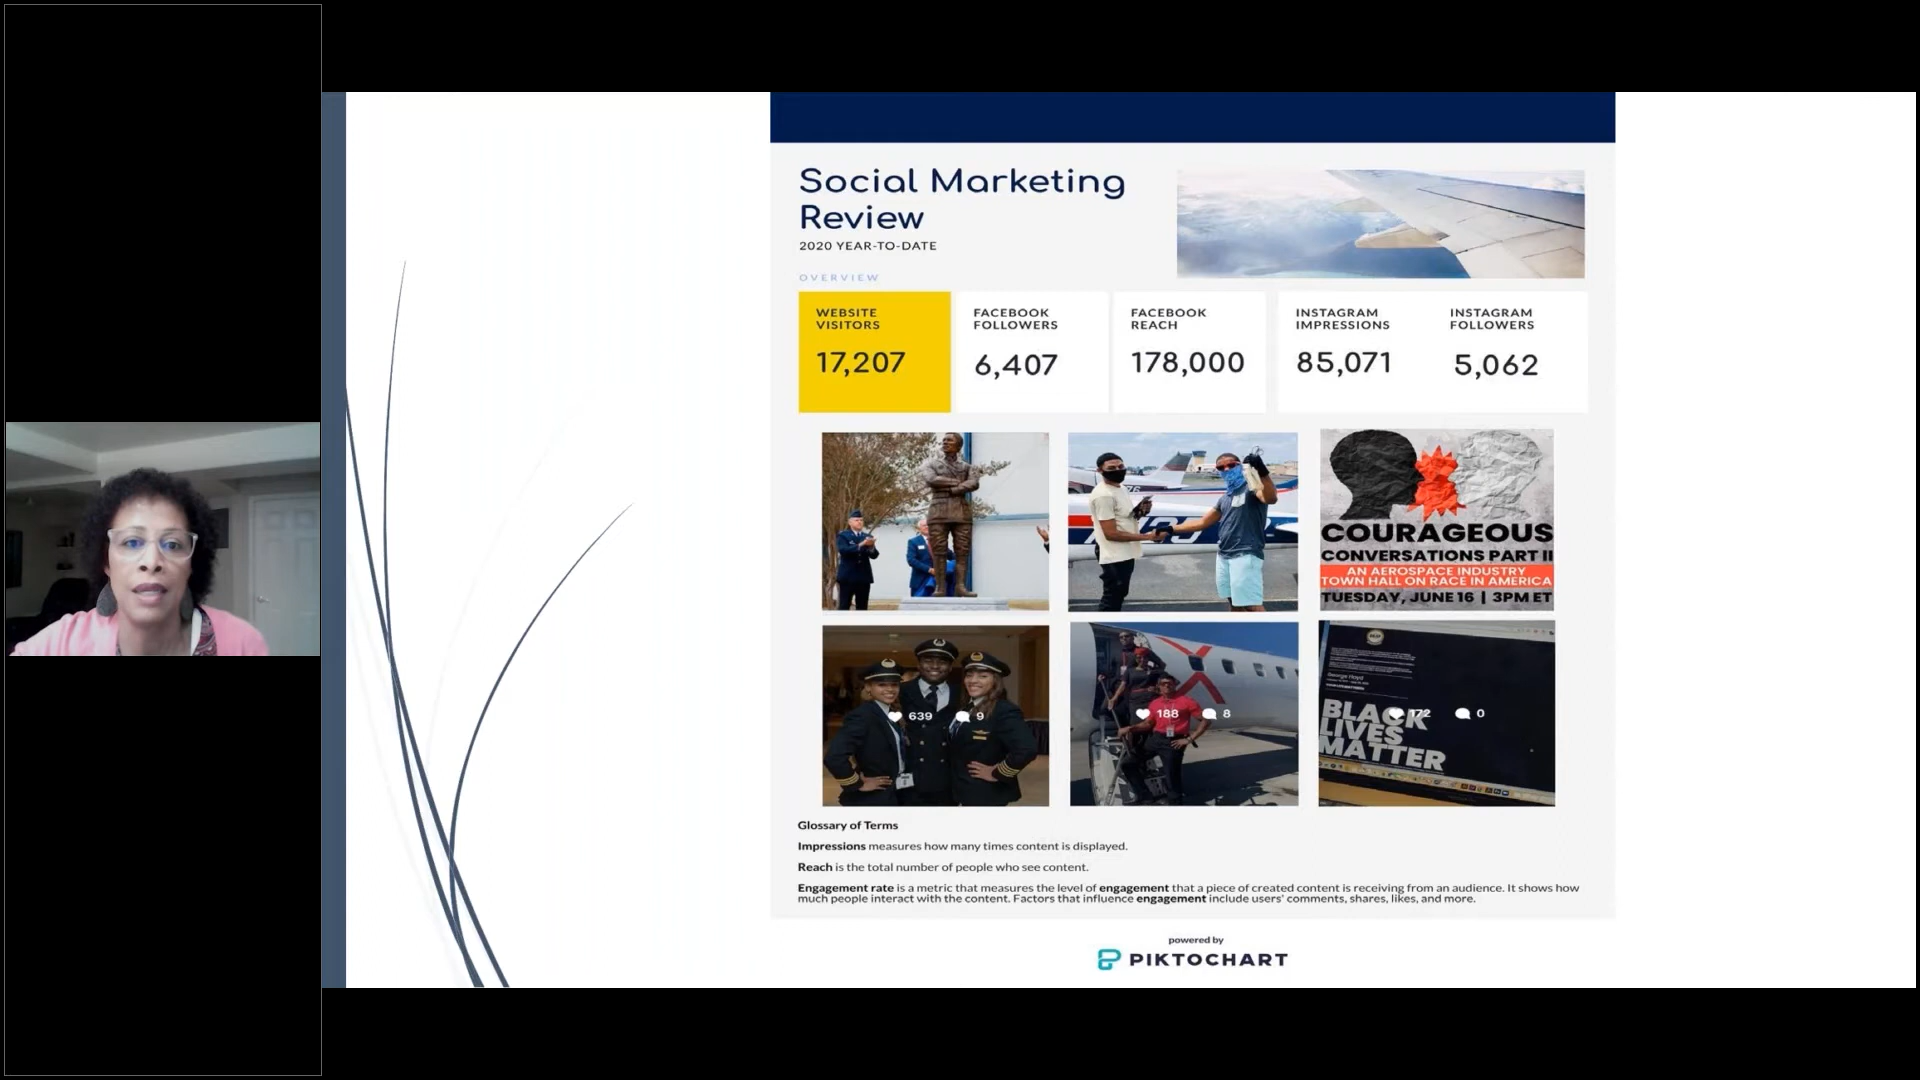 Social Marketing
Review
2020 YEAR-TO-DATE
OVERVIEW
WEBSITE
VISITORS
17,207
FACEBOOK
FOLLOWERS
6,407
FACEBOOK
REACH
178,000
INSTAGRAM
IMPRESSIONS
85,071
INSTAGRAM
FOLLOWERS
5,062
COURAGEOUS
CONVERSATIONS PART II
AN AEROSPACE INDUSTRY
TOWN HALL ON RACE IN AMERICA
TUESDAY, JUNE 16 | 3PM ET
639 9
188 8
George Floyd
172 0
BLACK
LIVES
MATTER
Glossary of Terms
Impressions measures how many times content is displayed.
Reach is the total number of people who see content.
Engagement rate is a metric that measures the level of engagement that a piece of created content is receiving from an audience. It shows how
much people interact with the content. Factors that influence engagement include users' comments, shares, likes, and more.
powered by
PIKTOCHART